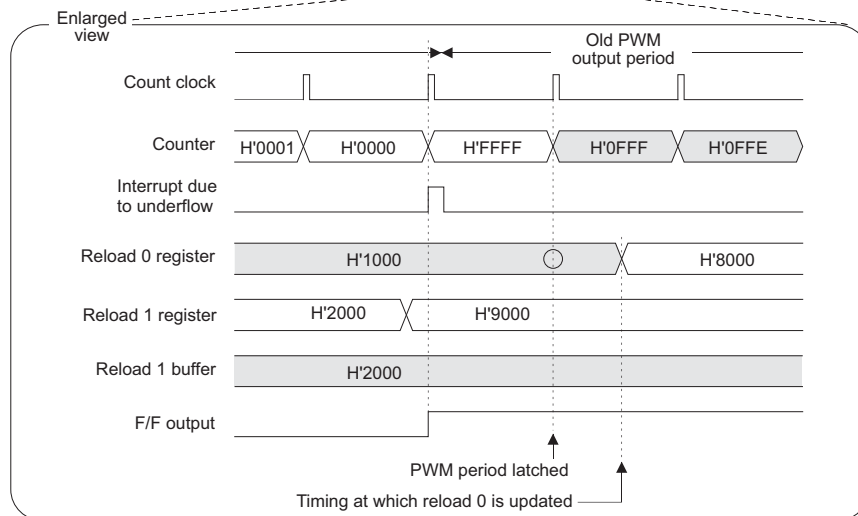 Enlarged
view
Old PWM
output period
Count clock
Counter
H'0001 H'0000 H'FFFF H'0FFF H'0FFE
Interrupt due
to underflow
Reload 0 register
H'1000 H'8000
Reload 1 register
H'2000 H'9000
Reload 1 buffer
H'2000
F/F output
PWM period latched
Timing at which reload 0 is updated